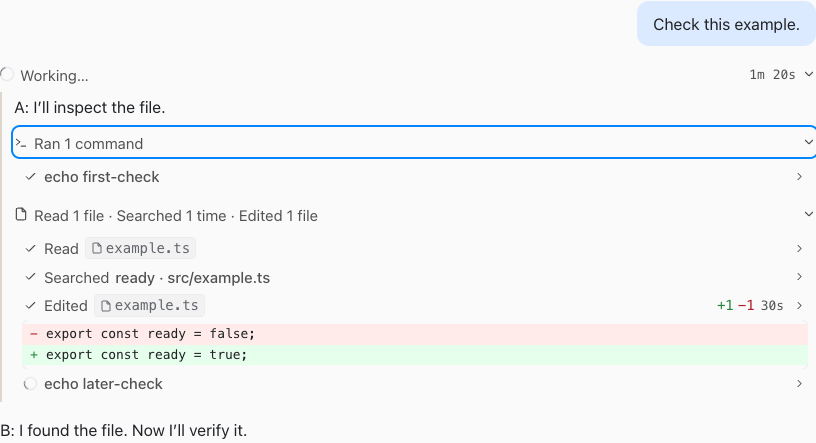 Check this example.
Working... 1m 20s
A: I’ll inspect the file.
Ran 1 command
echo first-check
Read 1 file · Searched 1 time · Edited 1 file
Read example.ts
Searched ready · src/example.ts
Edited example.ts +1 −1 30s
− export const ready = false;
+ export const ready = true;
echo later-check
B: I found the file. Now I’ll verify it.